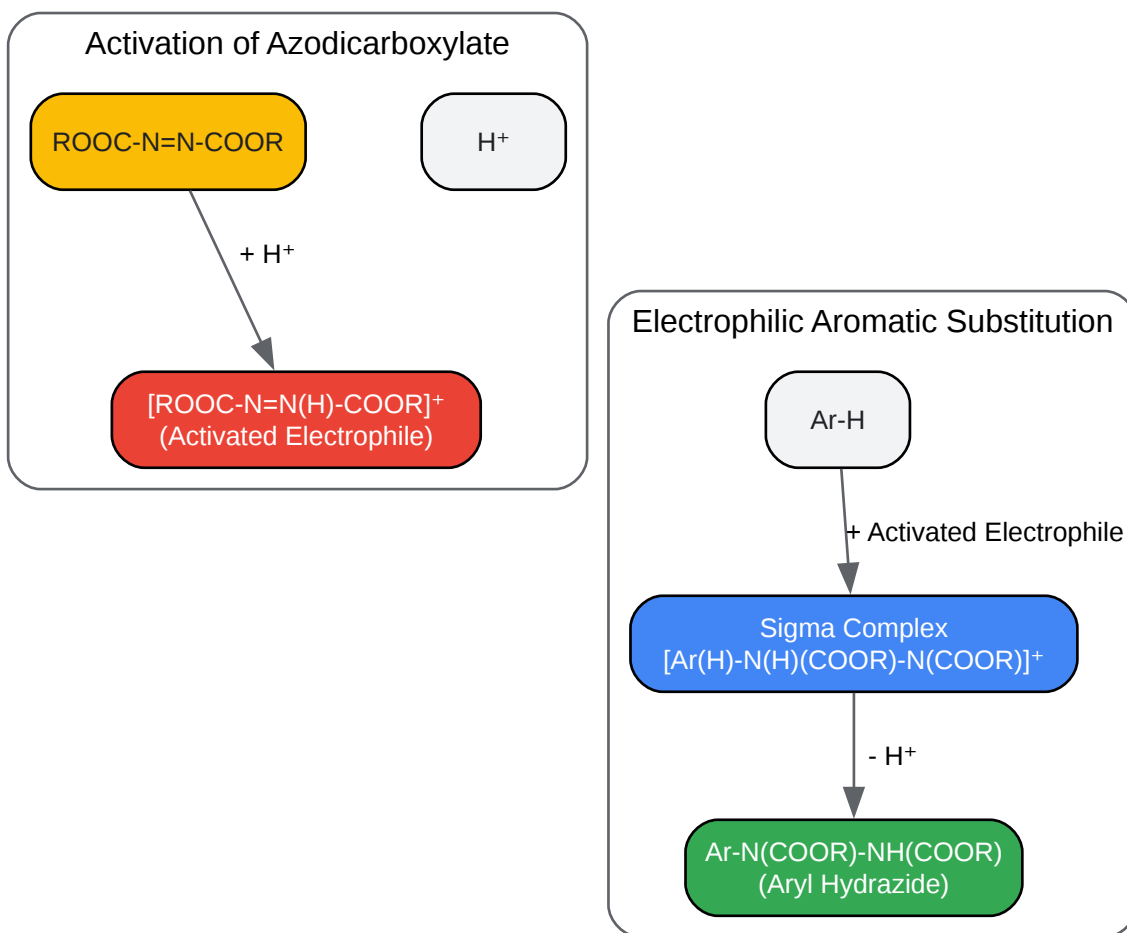 Activation of Azodicarboxylate
ROOC-N=N-COOR
H⁺
+ H⁺
[ROOC-N=N(H)-COOR]⁺
(Activated Electrophile)
Electrophilic Aromatic Substitution
Ar-H
+ Activated Electrophile
Sigma Complex
[Ar(H)-N(H)(COOR)-N(COOR)]⁺
- H⁺
Ar-N(COOR)-NH(COOR)
(Aryl Hydrazide)